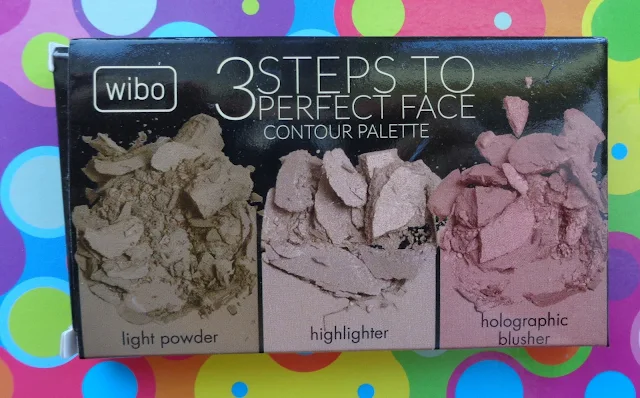 wibo
3 STEPS TO
PERFECT FACE
CONTOUR PALETTE
light powder
highlighter
holographic
blusher